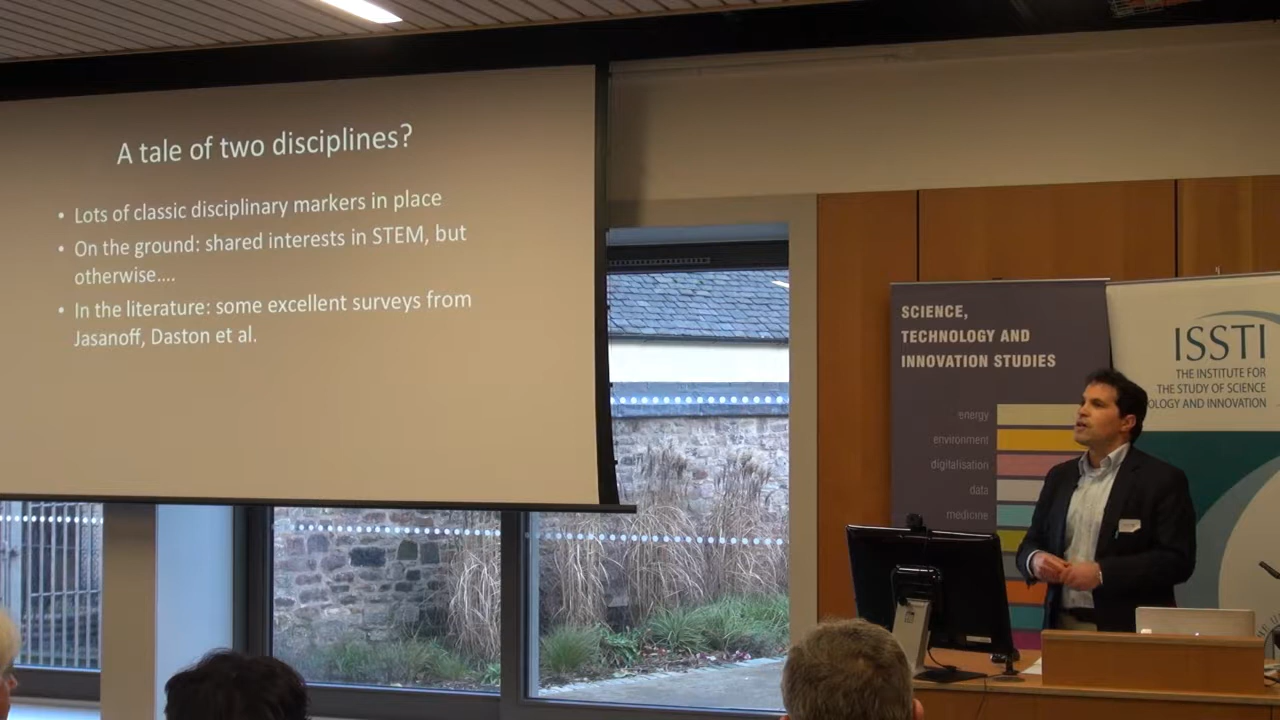 A tale of two disciplines?
• Lots of classic disciplinary markers in place
• On the ground: shared interests in STEM, but
otherwise....
• In the literature: some excellent surveys from
Jasanoff, Daston et al.
SCIENCE,
TECHNOLOGY AND
INNOVATION STUDIES
energy
environment
digitalisation
data
medicine
ISSTI
THE INSTITUTE FOR
THE STUDY OF SCIENCE
OLOGY AND INNOVATION